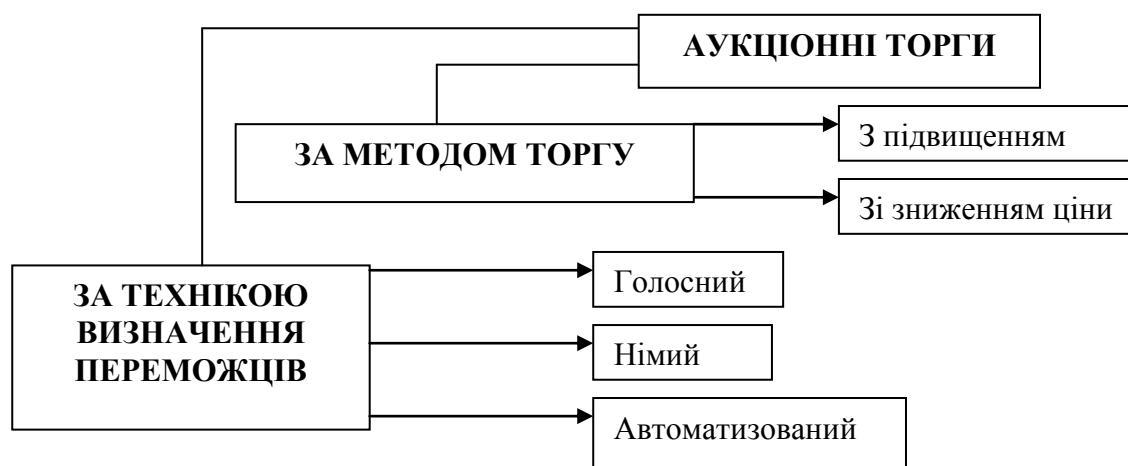 АУКЦІОННІ ТОРГИ
ЗА МЕТОДОМ ТОРГУ
З підвищенням
Зі зниженням ціни
ЗА ТЕХНІКОЮ
ВИЗНАЧЕННЯ
ПЕРЕМОЖЦІВ
Голосний
Німий
Автоматизований